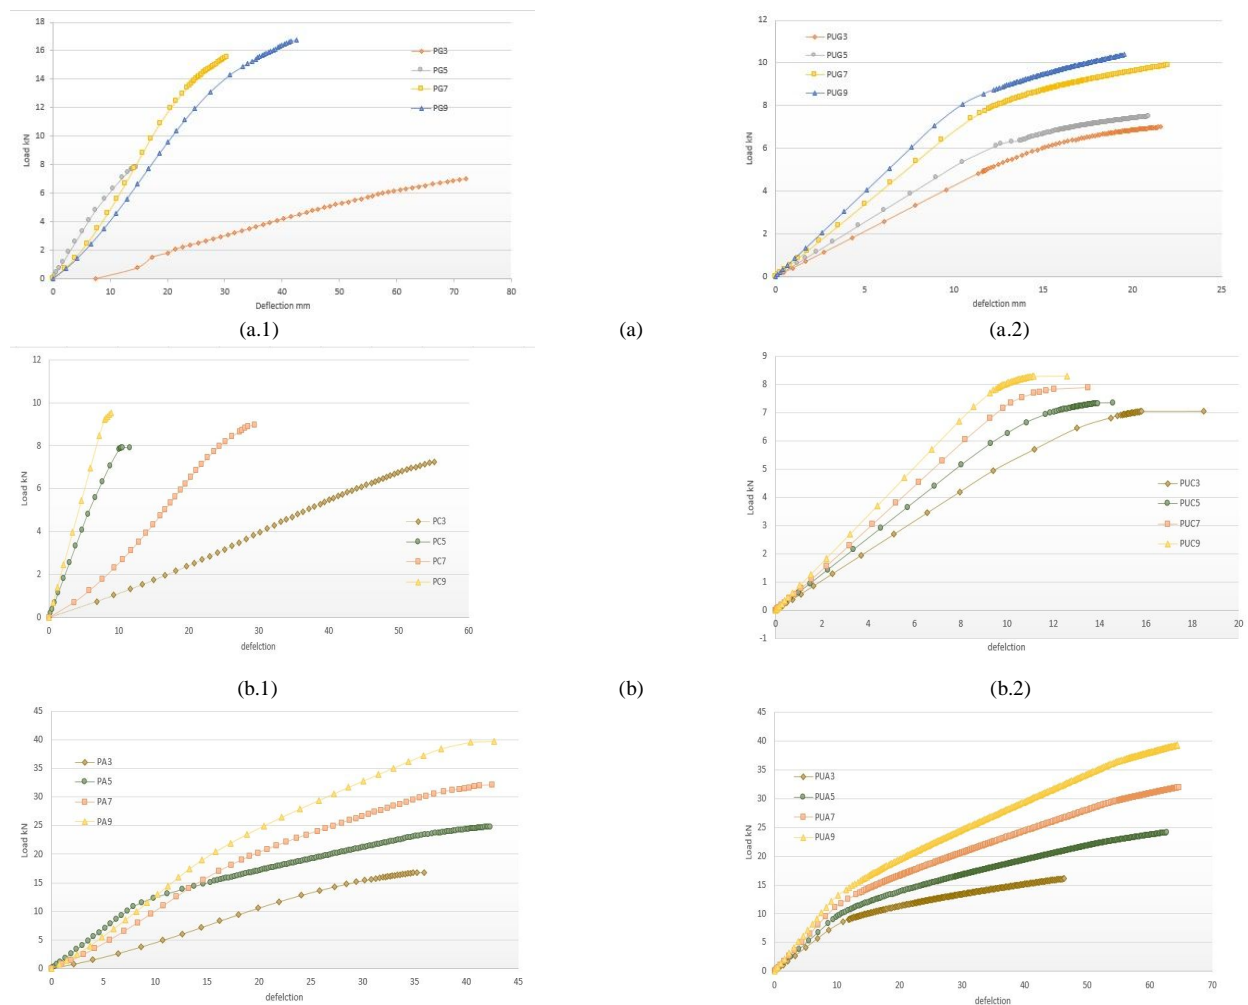 18
16
14
12
10
8
6
4
2
0
Load kN
PG3
PG5
PG7
PG9
0 10 20 30 40 50 60 70 80
Deflection mm
(a.1)
12
10
8
6
4
2
0
Load kN
PUG3
PUG5
PUG7
PUG9
0 5 10 15 20 25
defelction mm
(a)
(a.2)
12
10
8
6
4
2
0
Load kN
PC3
PC5
PC7
PC9
0 10 20 30 40 50 60
defelction
(b.1)
9
8
7
6
5
4
3
2
1
0
-1
Load kN
PUC3
PUC5
PUC7
PUC9
2 4 6 8 10 12 14 16 18 20
defelction
(b)
(b.2)
45
40
35
30
25
20
15
10
5
0
Load kN
PA3
PA5
PA7
PA9
0 5 10 15 20 25 30 35 40 45
defelction
45
40
35
30
25
20
15
10
5
0
Load kN
PUA3
PUA5
PUA7
PUA9
0 10 20 30 40 50 60 70
defelction